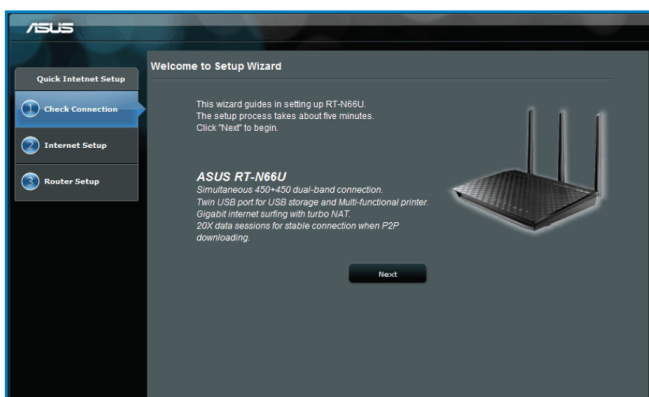 ASUS
Quick Intetnet Setup
1 Check Connection
2 Internet Setup
3 Router Setup
Welcome to Setup Wizard
This wizard guides in setting up RT-N66U.
The setup process takes about five minutes.
Click "Next" to begin.
ASUS RT-N66U
Simultaneous 450+450 dual-band connection.
Twin USB port for USB storage and Multi-functional printer.
Gigabit internet surfing with turbo NAT.
20X data sessions for stable connection when P2P
downloading.
Next